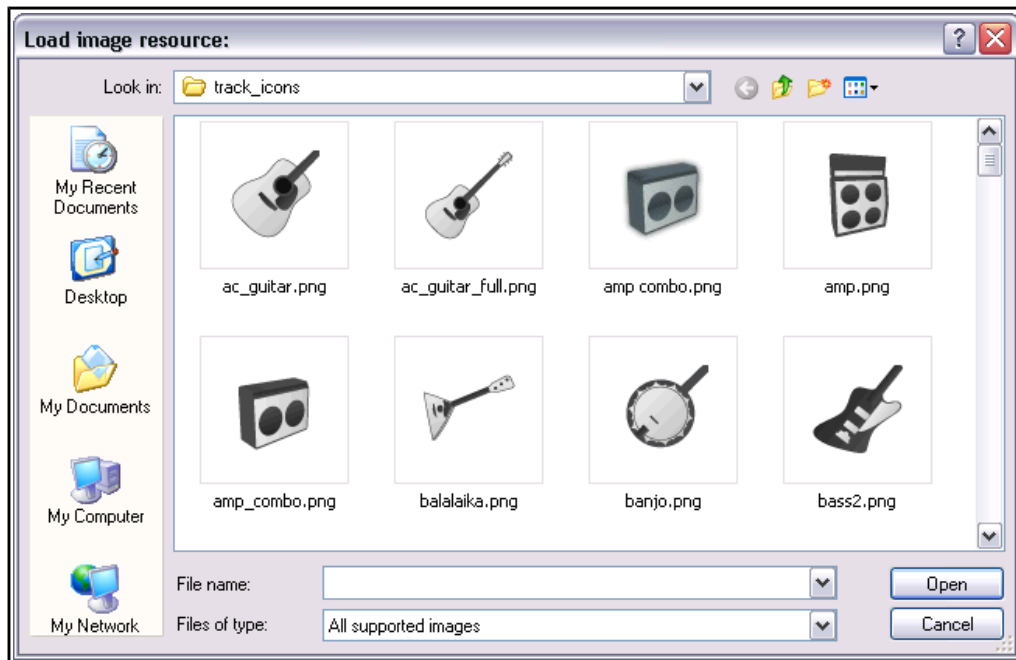 Load image resource:
Look in:
track_icons
My Recent
Documents
Desktop
My Documents
My Computer
My Network
ac_guitar.png
ac_guitar_full.png
amp combo.png
amp.png
amp_combo.png
balalaika.png
banjo.png
bass2.png
File name:
Open
Files of type:
All supported images
Cancel